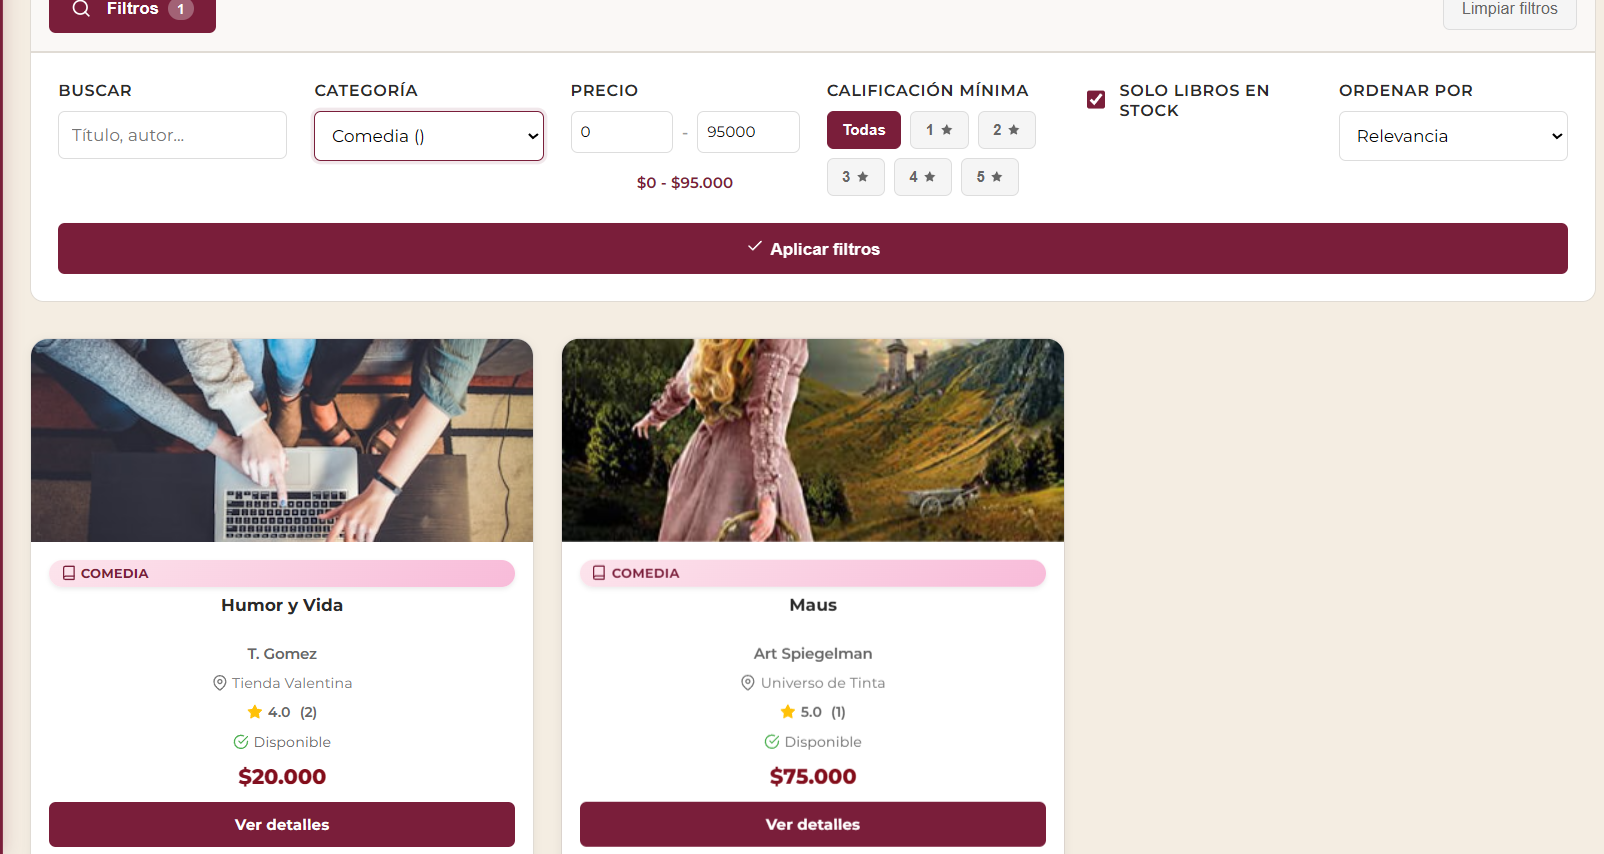 Filtros 1
Limpiar filtros
BUSCAR
Título, autor...
CATEGORÍA
Comedia ()
PRECIO
0 - 95000
$0 - $95.000
CALIFICACIÓN MÍNIMA
Todas 1 ★ 2 ★
3 ★ 4 ★ 5 ★
SOLO LIBROS EN
STOCK
ORDENAR POR
Relevancia
Aplicar filtros
COMEDIA
Humor y Vida
T. Gomez
Tienda Valentina
4.0 (2)
Disponible
$20.000
Ver detalles
COMEDIA
Maus
Art Spiegelman
Universo de Tinta
5.0 (1)
Disponible
$75.000
Ver detalles